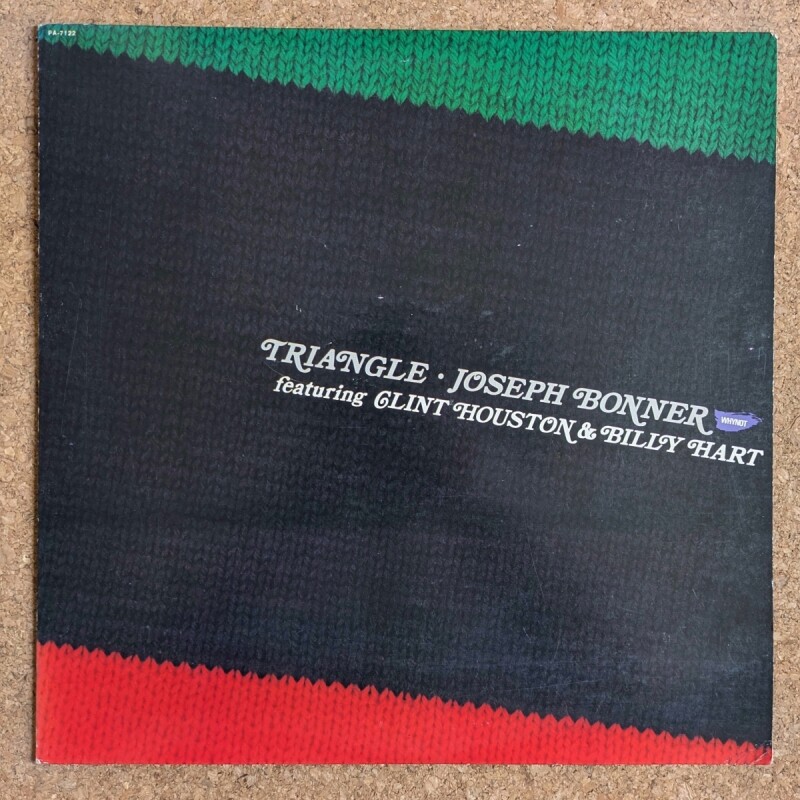 PA-7122
TRIANGLE • JOSEPH BONNER
WHYNOT
featuring CLINT HOUSTON & BILLY HART